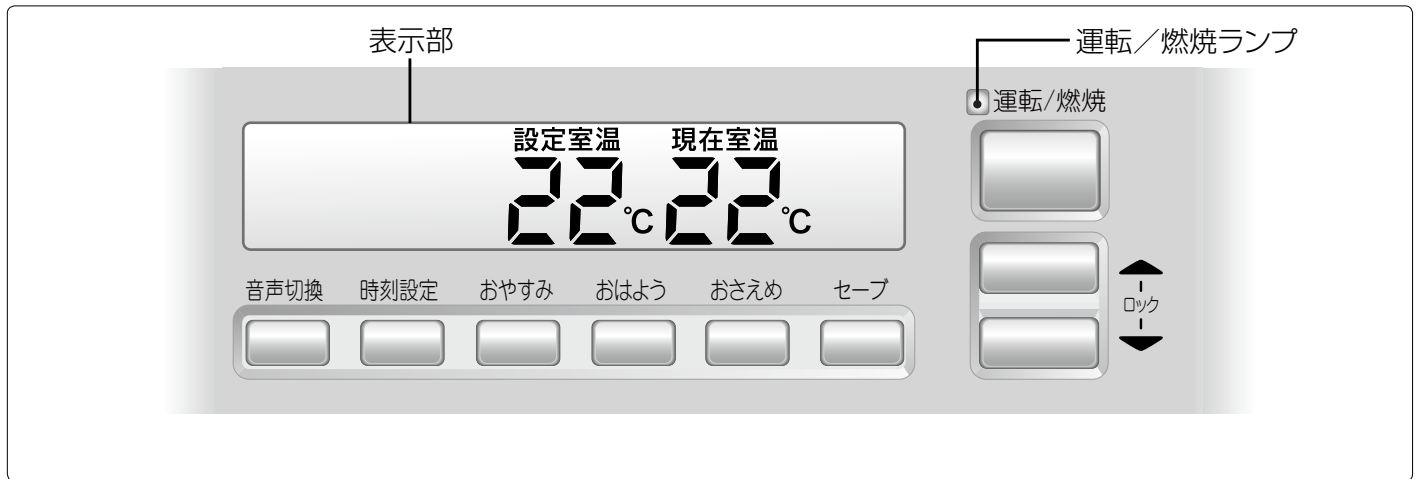 表示部
運転／燃焼ランプ
運転/燃焼
設定室温 現在室温
22℃ 22℃
音声切換 時刻設定 おやすみ おはよう おさえめ セーブ
ロック